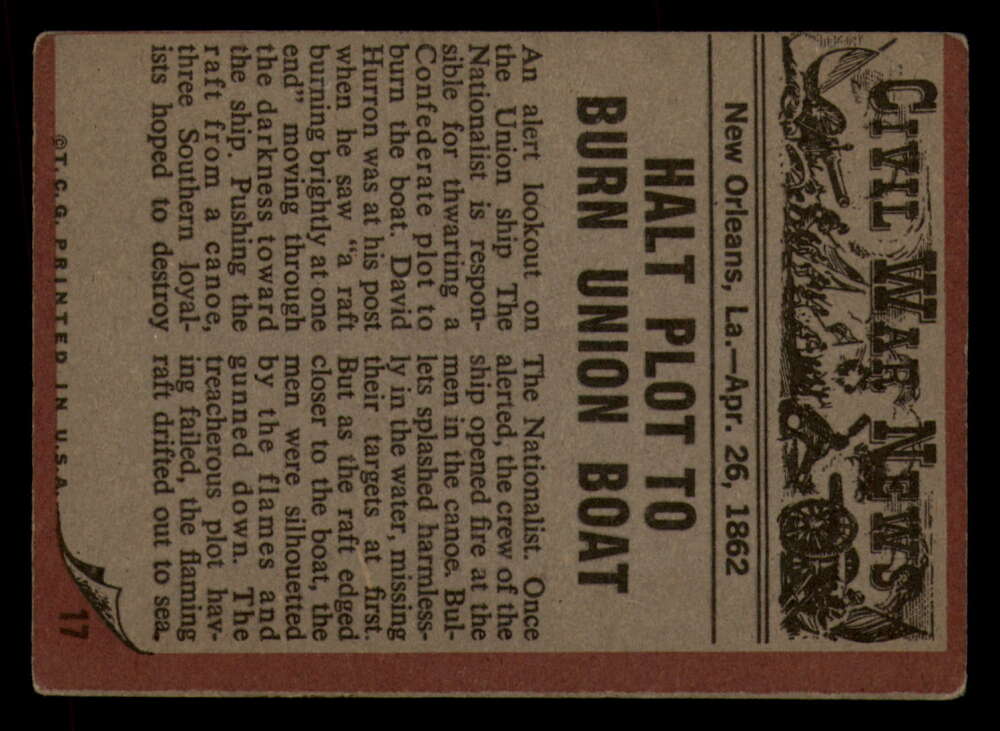 CIVIL WAR NEWS
New Orleans, La.—Apr. 26, 1862
HALT PLOT TO
BURN UNION BOAT
An alert lookout on
the Union ship The
Nationalist is respon-
sible for thwarting a
Confederate plot to
burn the boat. David
Hurron was at his post
when he saw "a raft
burning brightly at one
end" moving through
the darkness toward
the ship. Pushing the
raft from a canoe,
three Southern loyal-
ists hoped to destroy
The Nationalist. Once
alerted, the crew of the
ship opened fire at the
men in the canoe. Bul-
lets splashed harmless-
ly in the water, missing
their targets at first.
But as the raft edged
closer to the boat, the
men were silhouetted
by the flames and
gunned down. The
treacherous plot hav-
ing failed, the flaming
raft drifted out to sea.
©T.C.G. PRINTED IN U.S.A.
17